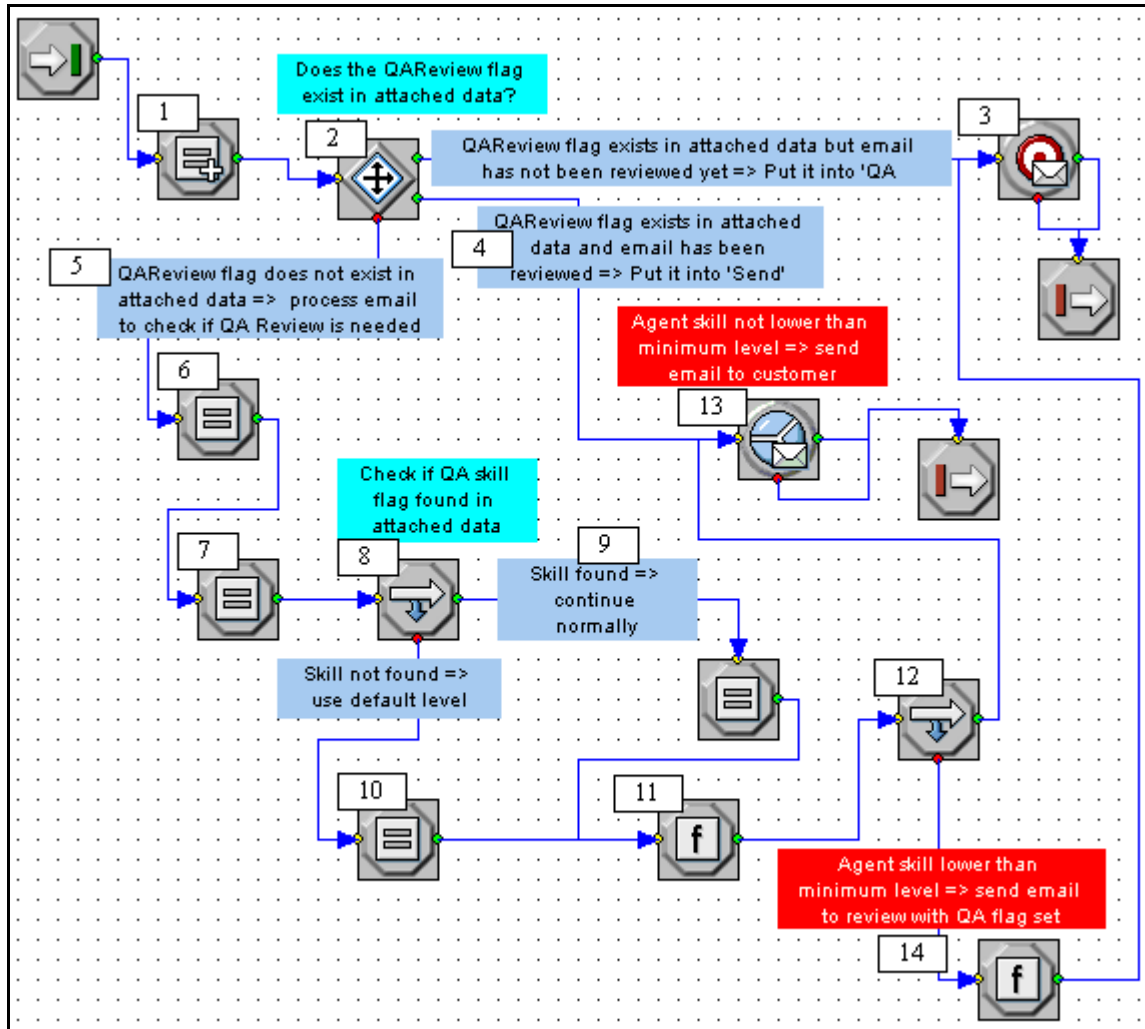 Does the QAReview flag
exist in attached data?
1
2
3
QAReview flag exists in attached data but email
has not been reviewed yet => Put it into 'QA
4
QAReview flag exists in attached
data and email has been
reviewed => Put it into 'Send'
5
QAReview flag does not exist in
attached data => process email
to check if QA Review is needed
Agent skill not lower than
minimum level => send
email to customer
6
13
Check if QA skill
flag found in
attached data
7
8
9
Skill found =>
continue
normally
Skill not found =>
use default level
12
10
11
f
Agent skill lower than
minimum level => send email
to review with QA flag set
14
f